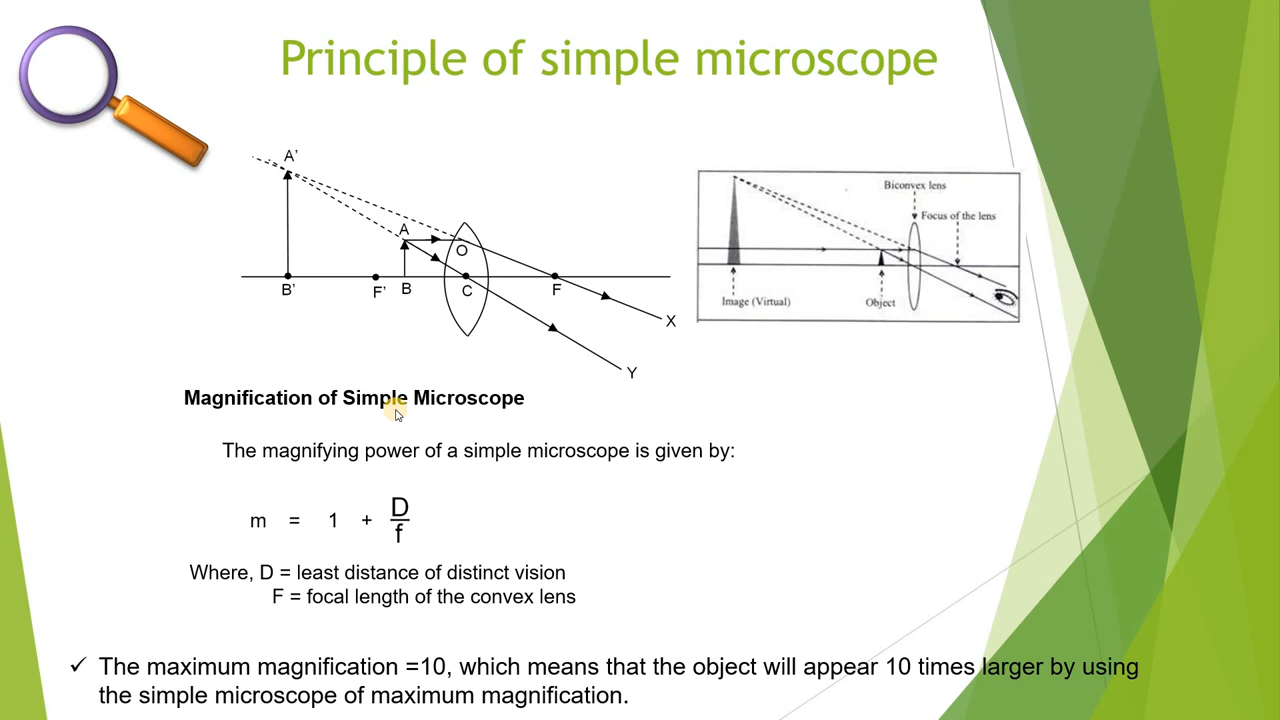 Principle of simple microscope
A'
A
O
B'
F'
B
C
F
X
Y
Biconvex lens
Focus of the lens
Image (Virtual)
Object
Magnification of Simple Microscope
The magnifying power of a simple microscope is given by:
m = 1 + D/f
Where, D = least distance of distinct vision
F = focal length of the convex lens
✓ The maximum magnification =10, which means that the object will appear 10 times larger by using
the simple microscope of maximum magnification.